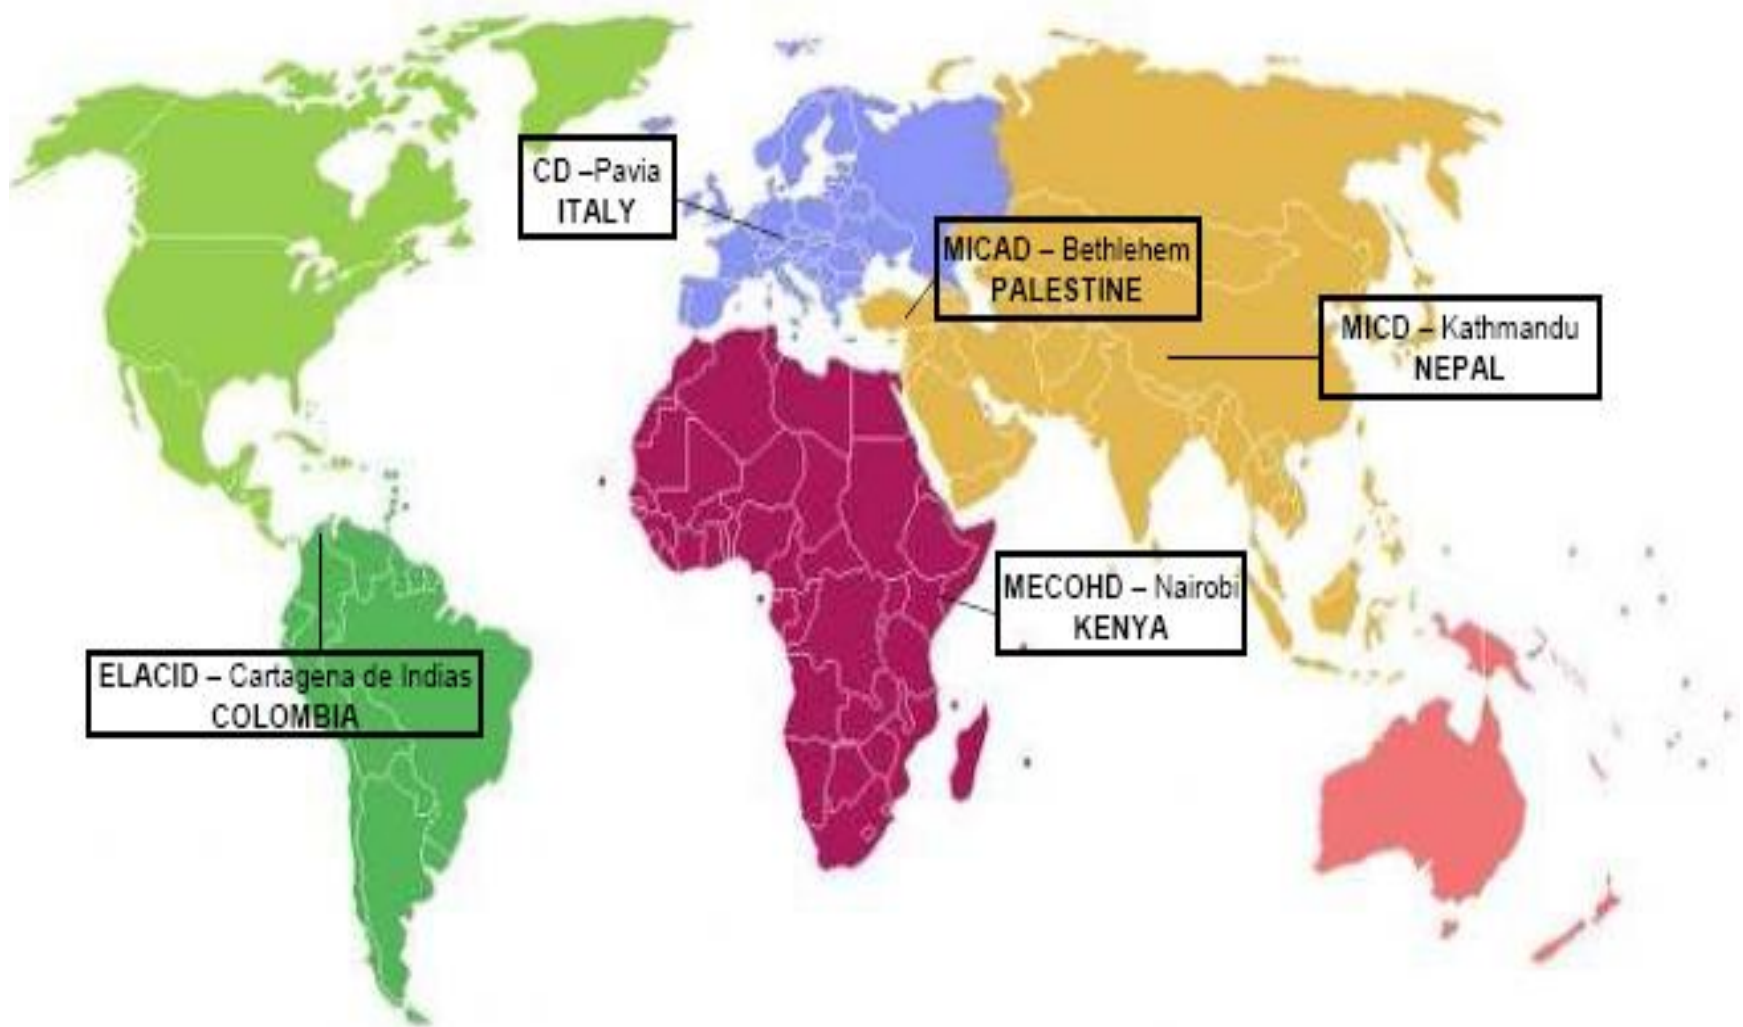 CD –Pavia
ITALY
MICAD – Bethlehem
PALESTINE
MICD – Kathmandu
NEPAL
MECOHD – Nairobi
KENYA
ELACID – Cartagena de Indias
COLOMBIA